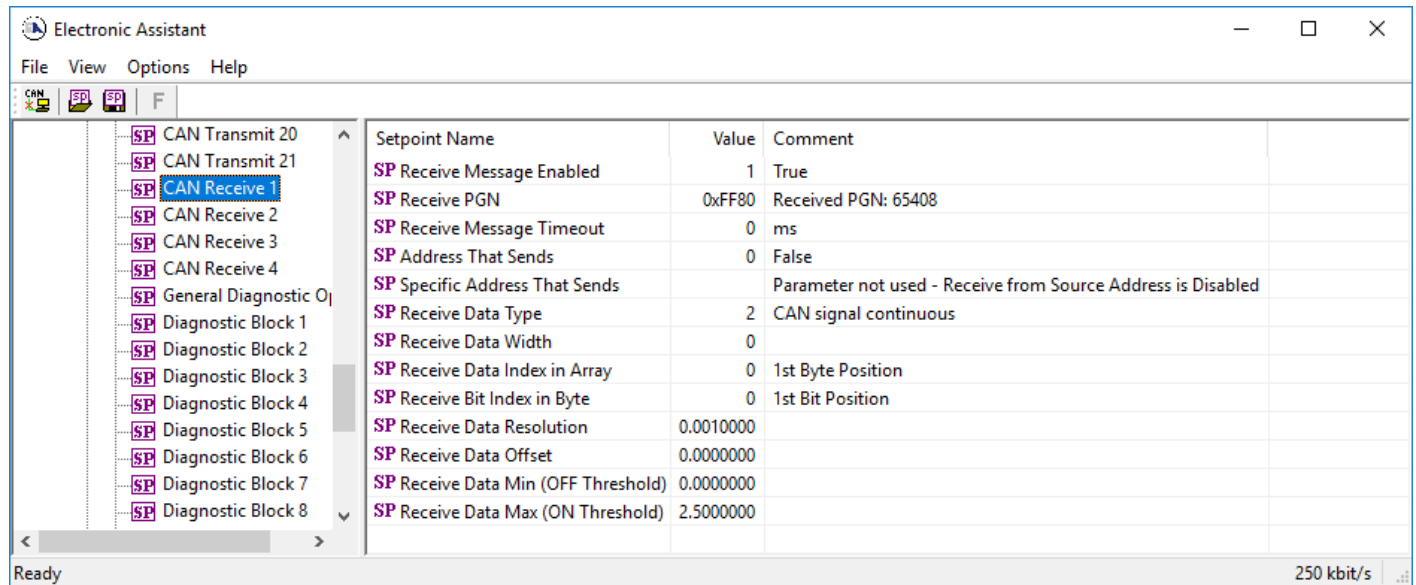 Electronic Assistant
File View Options Help
CAN SP SP F
SP CAN Transmit 20
SP CAN Transmit 21
SP CAN Receive 1
SP CAN Receive 2
SP CAN Receive 3
SP CAN Receive 4
SP General Diagnostic O
SP Diagnostic Block 1
SP Diagnostic Block 2
SP Diagnostic Block 3
SP Diagnostic Block 4
SP Diagnostic Block 5
SP Diagnostic Block 6
SP Diagnostic Block 7
SP Diagnostic Block 8
Setpoint Name Value Comment
SP Receive Message Enabled 1 True
SP Receive PGN 0xFF80 Received PGN: 65408
SP Receive Message Timeout 0 ms
SP Address That Sends 0 False
SP Specific Address That Sends Parameter not used - Receive from Source Address is Disabled
SP Receive Data Type 2 CAN signal continuous
SP Receive Data Width 0
SP Receive Data Index in Array 0 1st Byte Position
SP Receive Bit Index in Byte 0 1st Bit Position
SP Receive Data Resolution 0.0010000
SP Receive Data Offset 0.0000000
SP Receive Data Min (OFF Threshold) 0.0000000
SP Receive Data Max (ON Threshold) 2.5000000
Ready 250 kbit/s